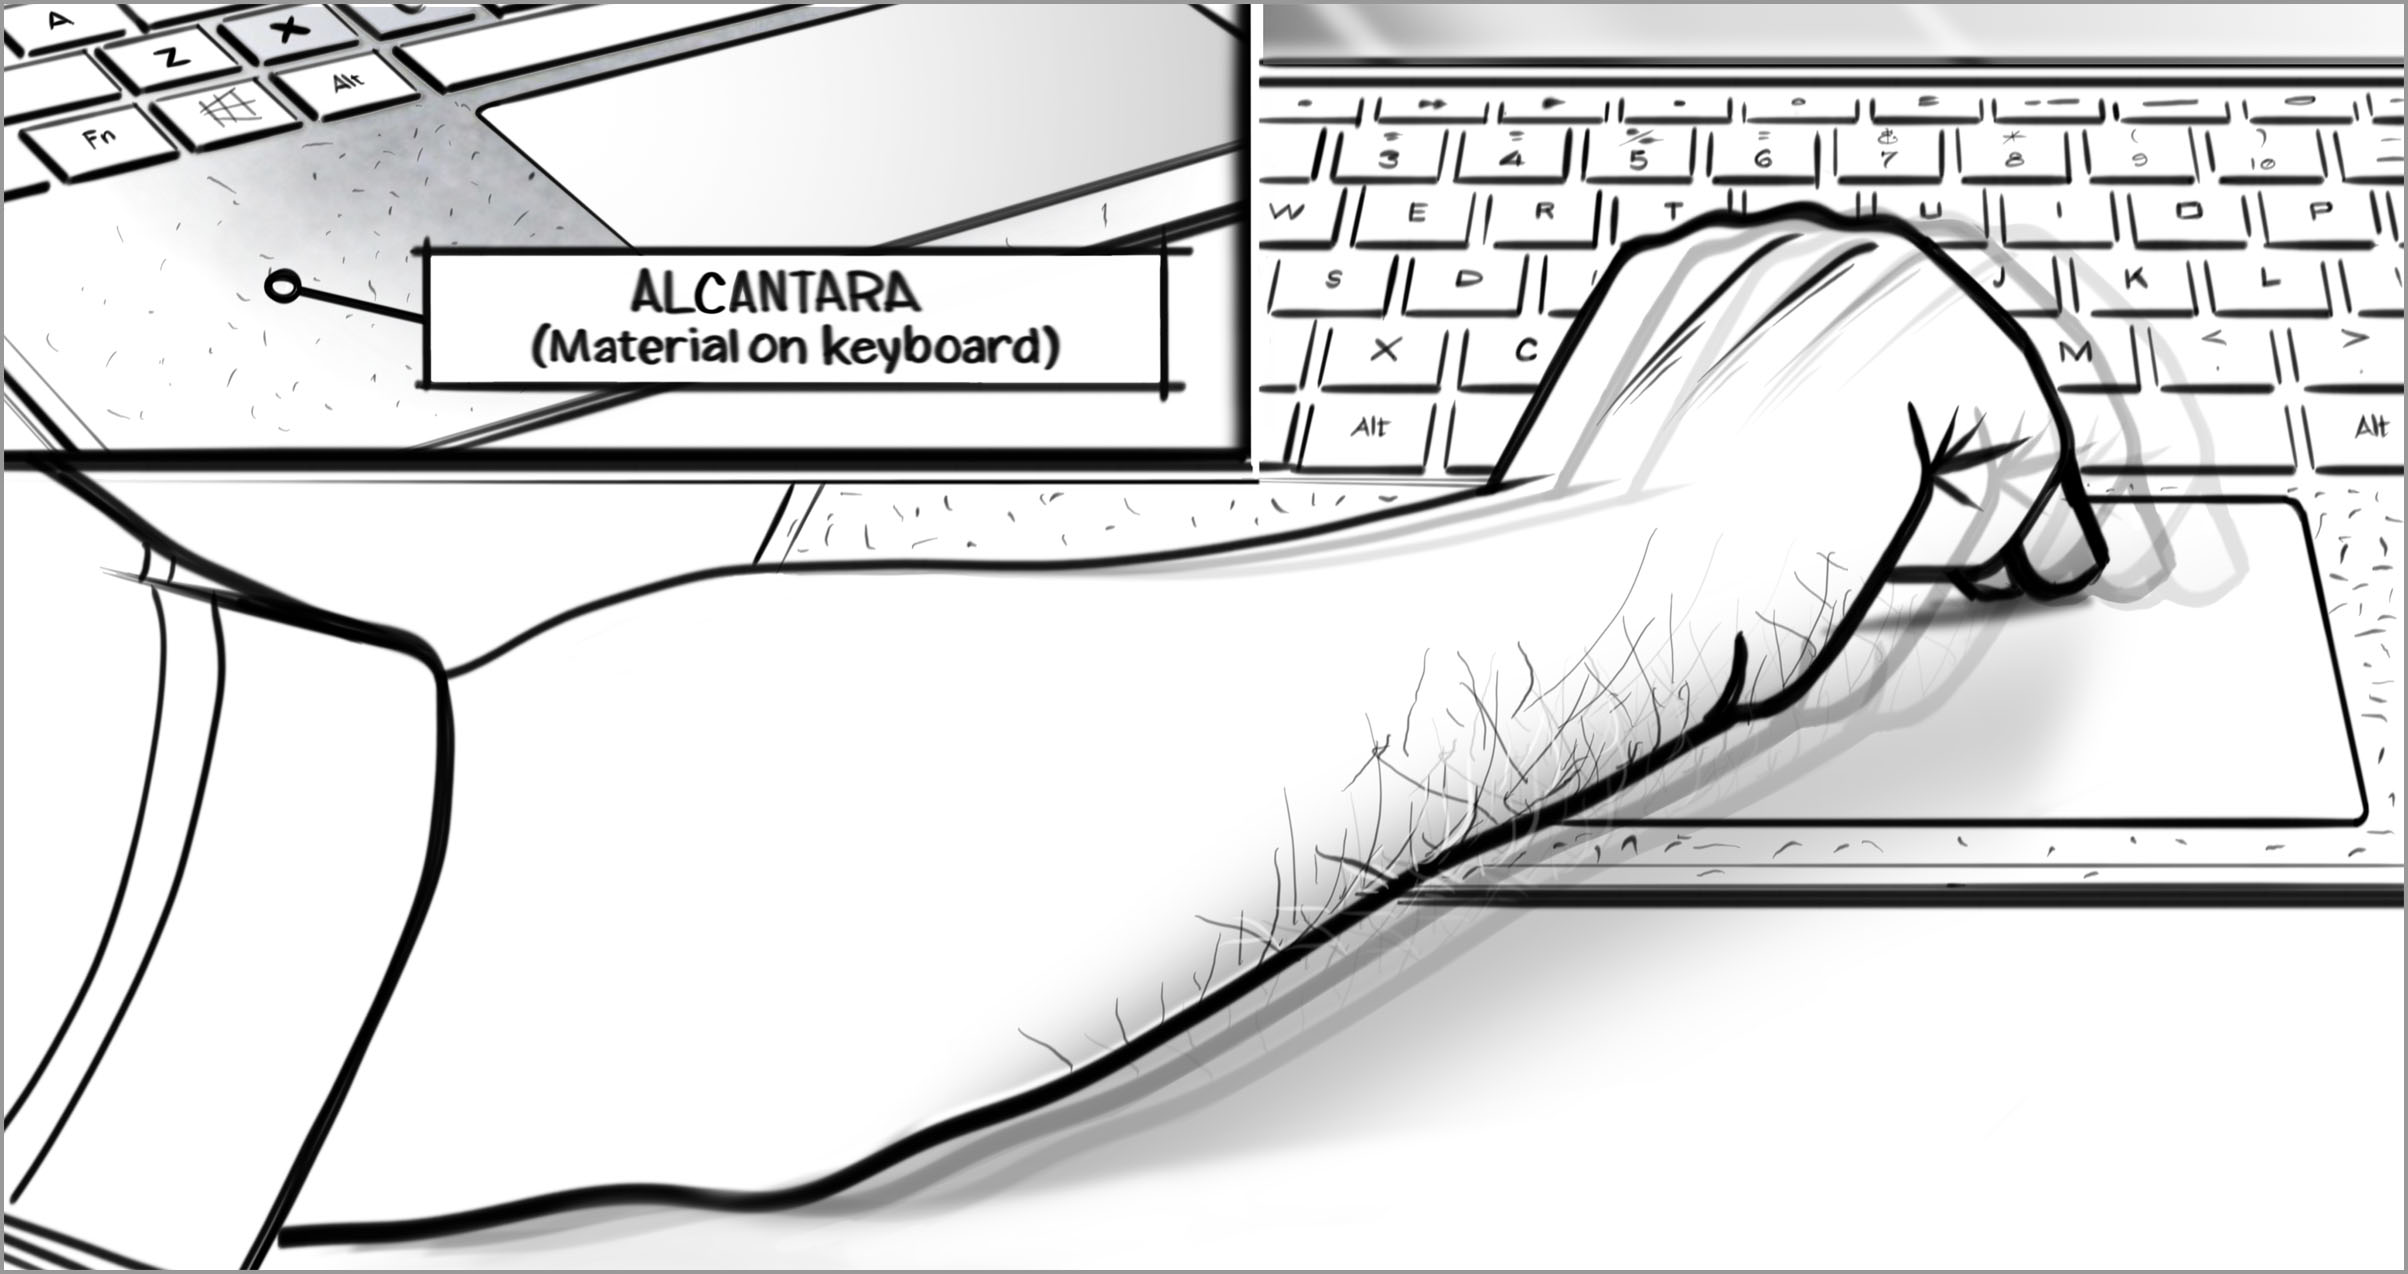 A
Z X
Fn Alt
ALCANTARA
(Material on keyboard)
3 4 5 6 & 7 * 8 ( 9 ) 10
W E R T U I O P
S D J K L
X C M < >
Alt Alt